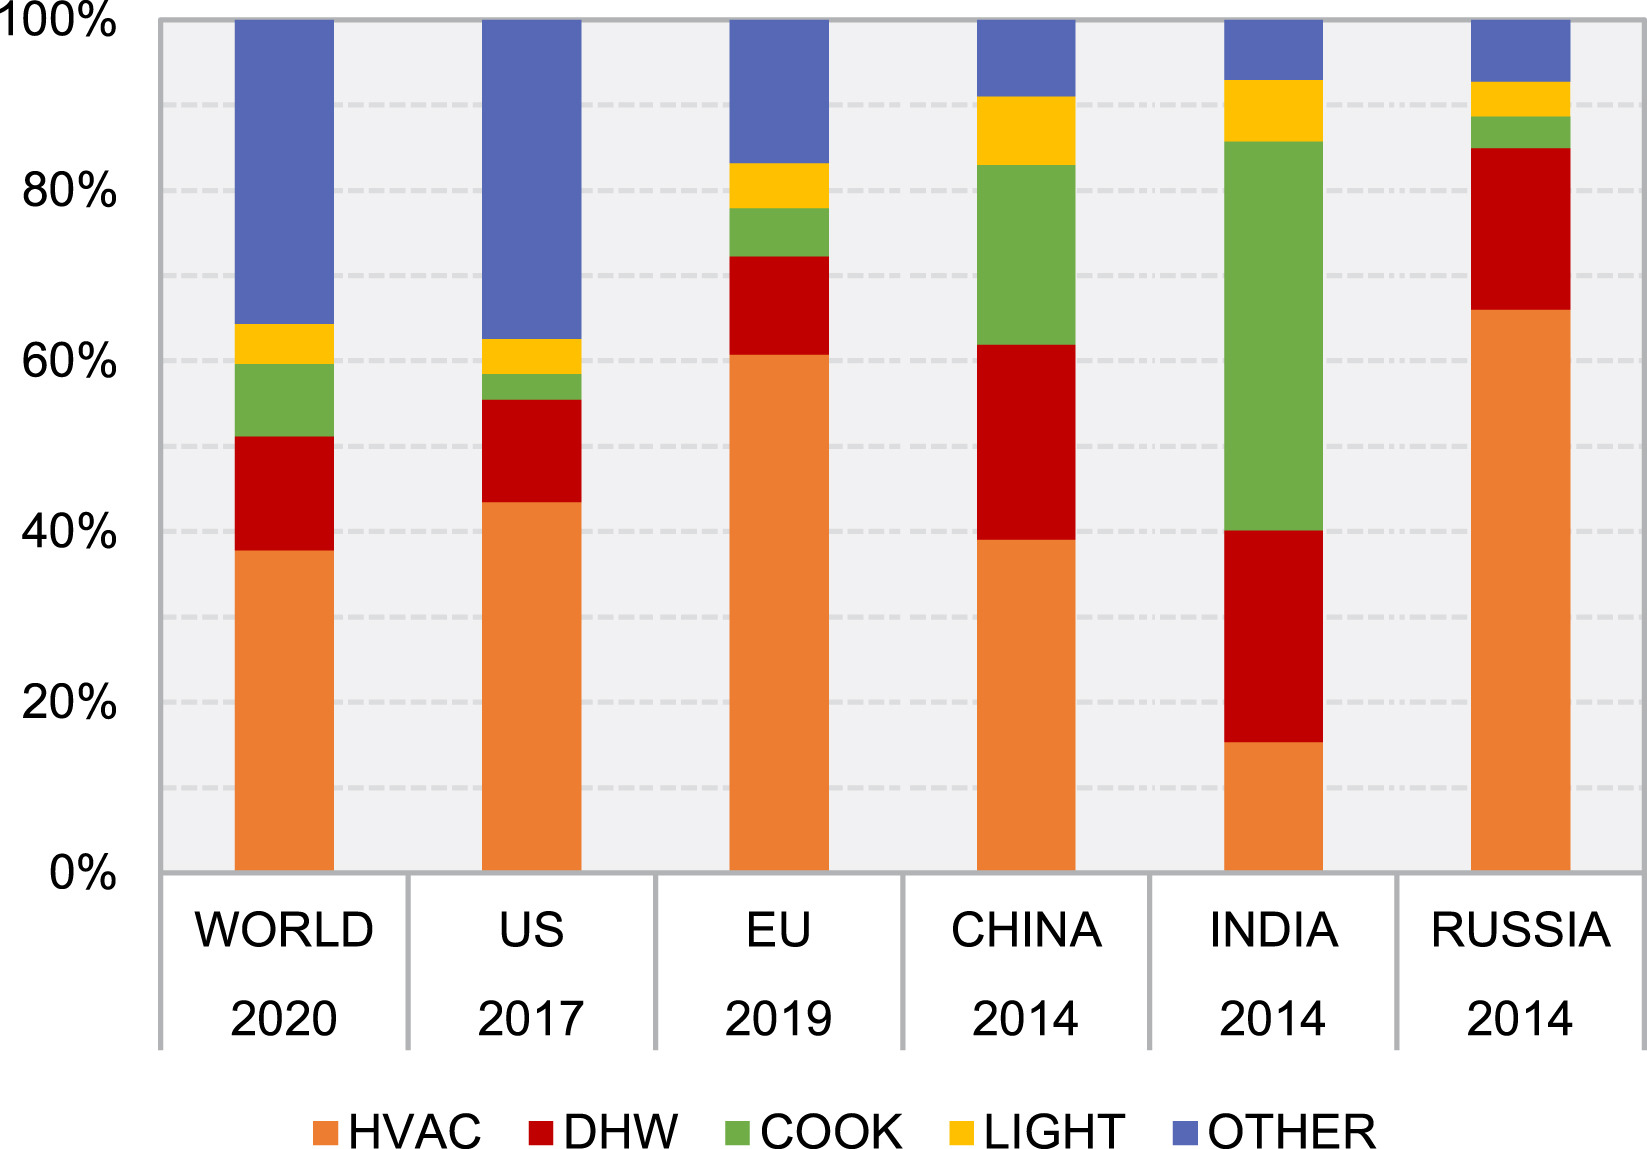 100%
80%
60%
40%
20%
0%
WORLD US EU CHINA INDIA RUSSIA
2020 2017 2019 2014 2014 2014
HVAC DHW COOK LIGHT OTHER